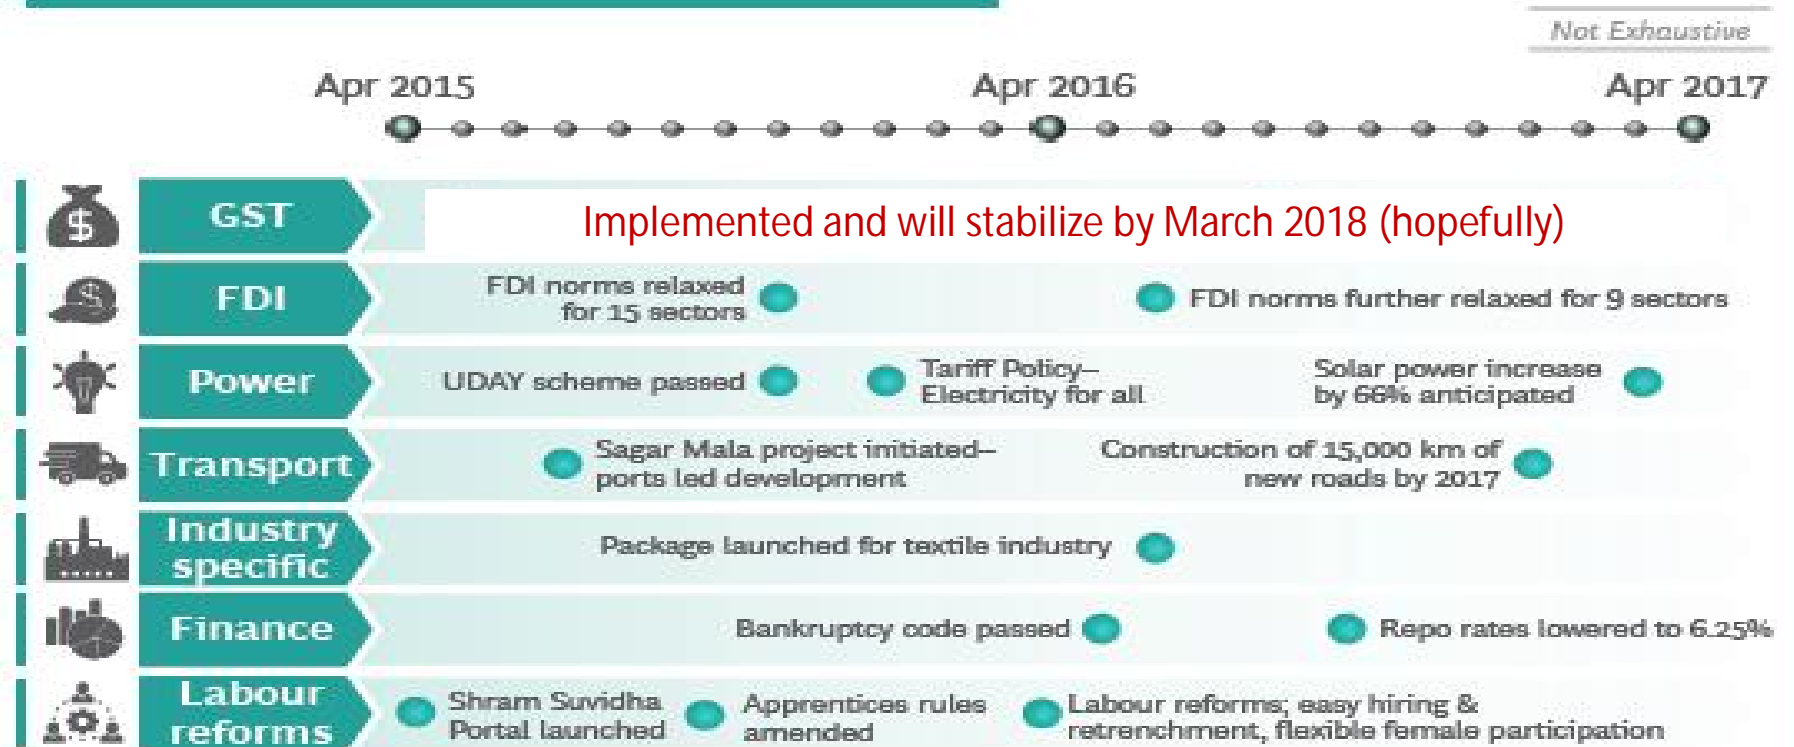 Not Exhaustive
Apr 2015
Apr 2016
Apr 2017
GST
Implemented and will stabilize by March 2018 (hopefully)
FDI
FDI norms relaxed
for 15 sectors
FDI norms further relaxed for 9 sectors
Power
UDAY scheme passed
Tariff Policy–
Electricity for all
Solar power increase
by 66% anticipated
Transport
Sagar Mala project initiated–
ports led development
Construction of 15,000 km of
new roads by 2017
Industry
specific
Package launched for textile industry
Finance
Bankruptcy code passed
Repo rates lowered to 6.25%
Labour
reforms
Shram Suvidha
Portal launched
Apprentices rules
amended
Labour reforms; easy hiring &
retrenchment, flexible female participation